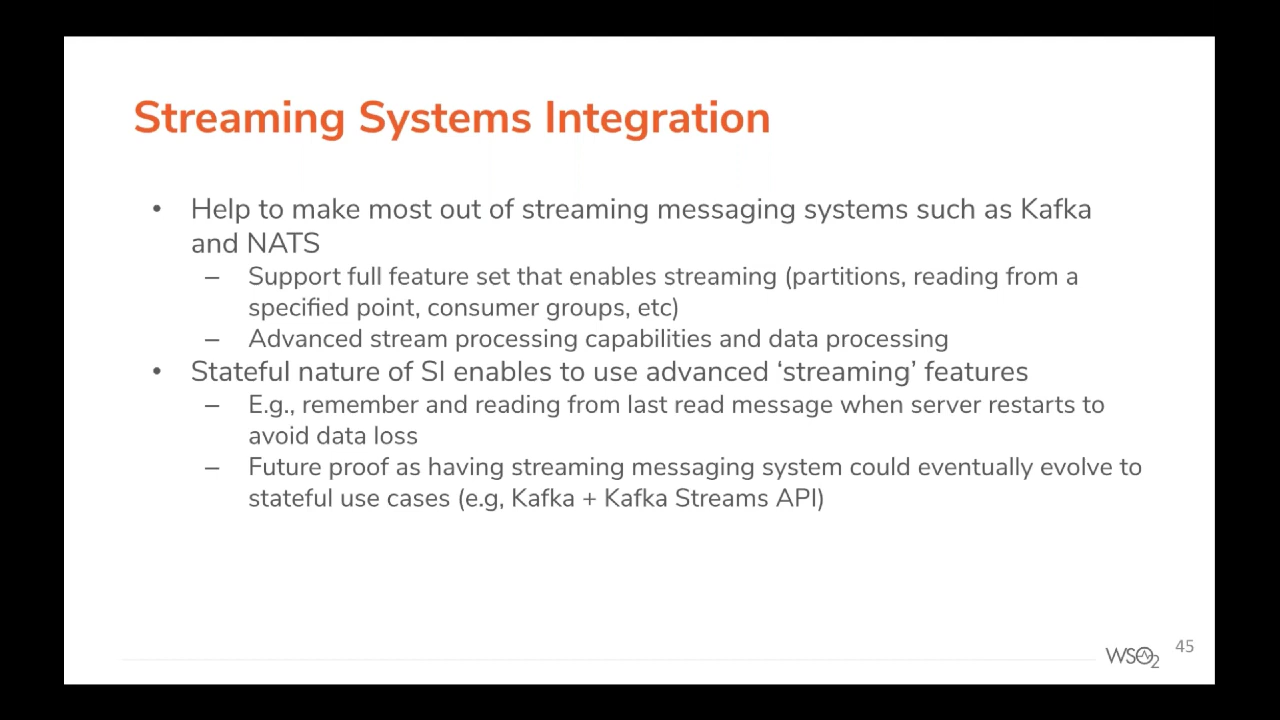 Streaming Systems Integration
• Help to make most out of streaming messaging systems such as Kafka
and NATS
– Support full feature set that enables streaming (partitions, reading from a
specified point, consumer groups, etc)
– Advanced stream processing capabilities and data processing
• Stateful nature of SI enables to use advanced ‘streaming’ features
– E.g., remember and reading from last read message when server restarts to
avoid data loss
– Future proof as having streaming messaging system could eventually evolve to
stateful use cases (e.g, Kafka + Kafka Streams API)
WSO2
45